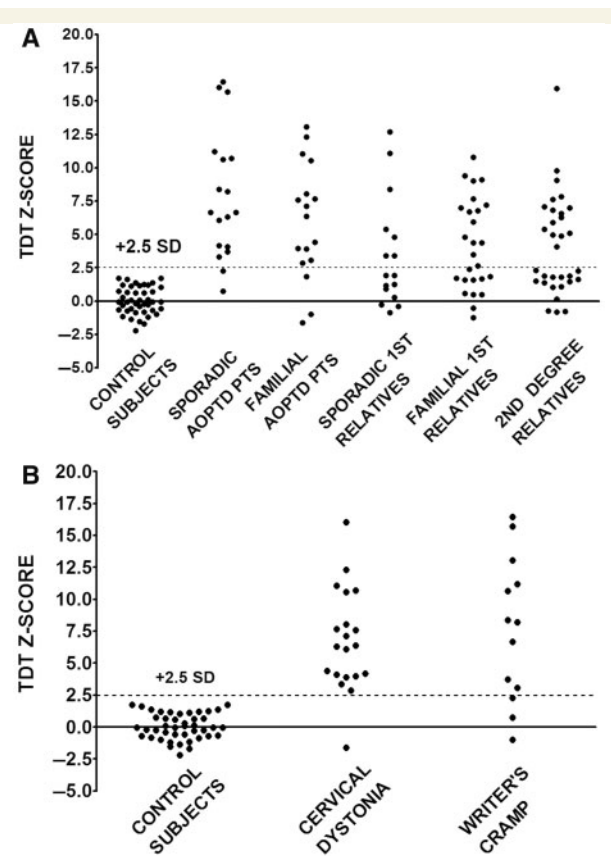 A
20.0
17.5
15.0
12.5
10.0
7.5
5.0
2.5
0.0
−2.5
−5.0
TDT Z-SCORE
+2.5 SD
CONTROL
SUBJECTS
SPORADIC
AOPTD PTS
FAMILIAL
AOPTD PTS
SPORADIC 1ST
RELATIVES
FAMILIAL 1ST
RELATIVES
2ND DEGREE
RELATIVES
B
20.0
17.5
15.0
12.5
10.0
7.5
5.0
2.5
0.0
−2.5
−5.0
TDT Z-SCORE
+2.5 SD
CONTROL
SUBJECTS
CERVICAL
DYSTONIA
WRITER'S
CRAMP